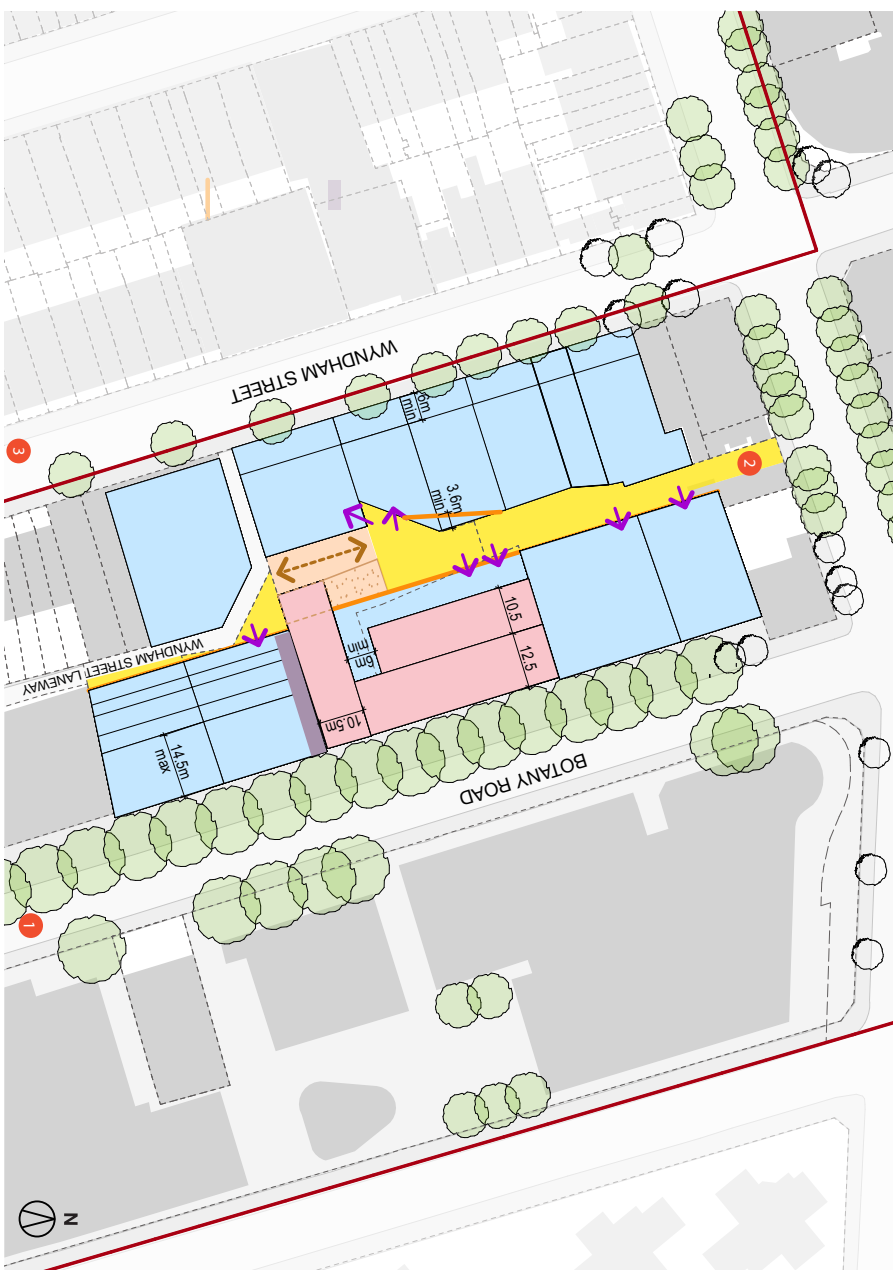 WYNDHAM STREET
3
2
6m
min
3.6m
min
10.5
12.5
6m
min
WYNDHAM STREET LANEWAY
10.5m
14.5m
max
BOTANY ROAD
1
N